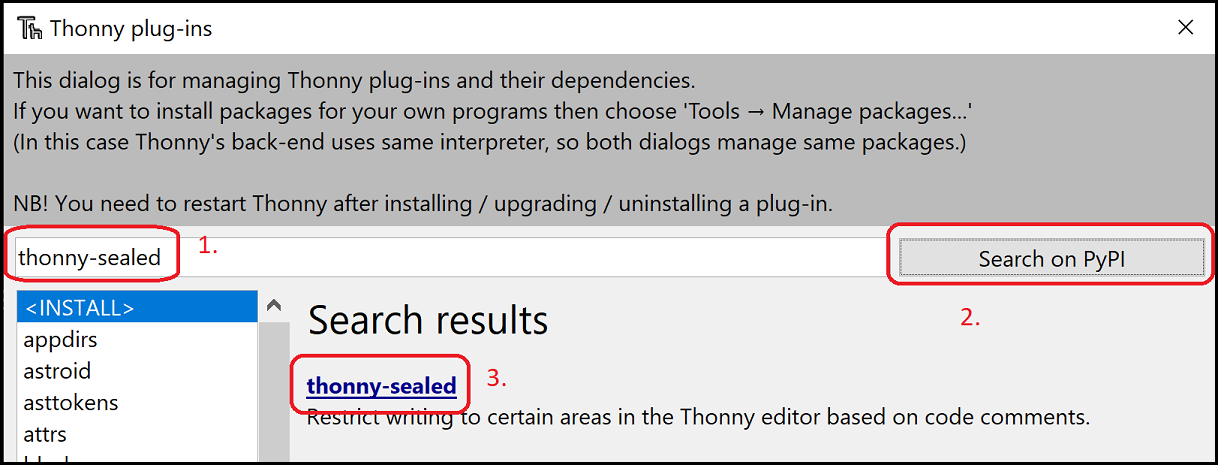 Th Thonny plug-ins
This dialog is for managing Thonny plug-ins and their dependencies.
If you want to install packages for your own programs then choose 'Tools → Manage packages...'
(In this case Thonny's back-end uses same interpreter, so both dialogs manage same packages.)
NB! You need to restart Thonny after installing / upgrading / uninstalling a plug-in.
thonny-sealed 1.
Search on PyPI
2.
<INSTALL>
appdirs
astroid
asttokens
attrs
Search results
thonny-sealed 3.
Restrict writing to certain areas in the Thonny editor based on code comments.